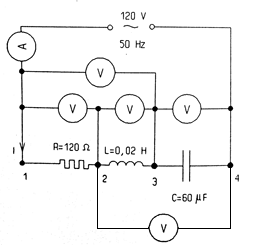 120 V
50 Hz
A
V
V
V
V
I
R=120 Ω
L=0,02 H
1
2
3
4
C=60 µF
V